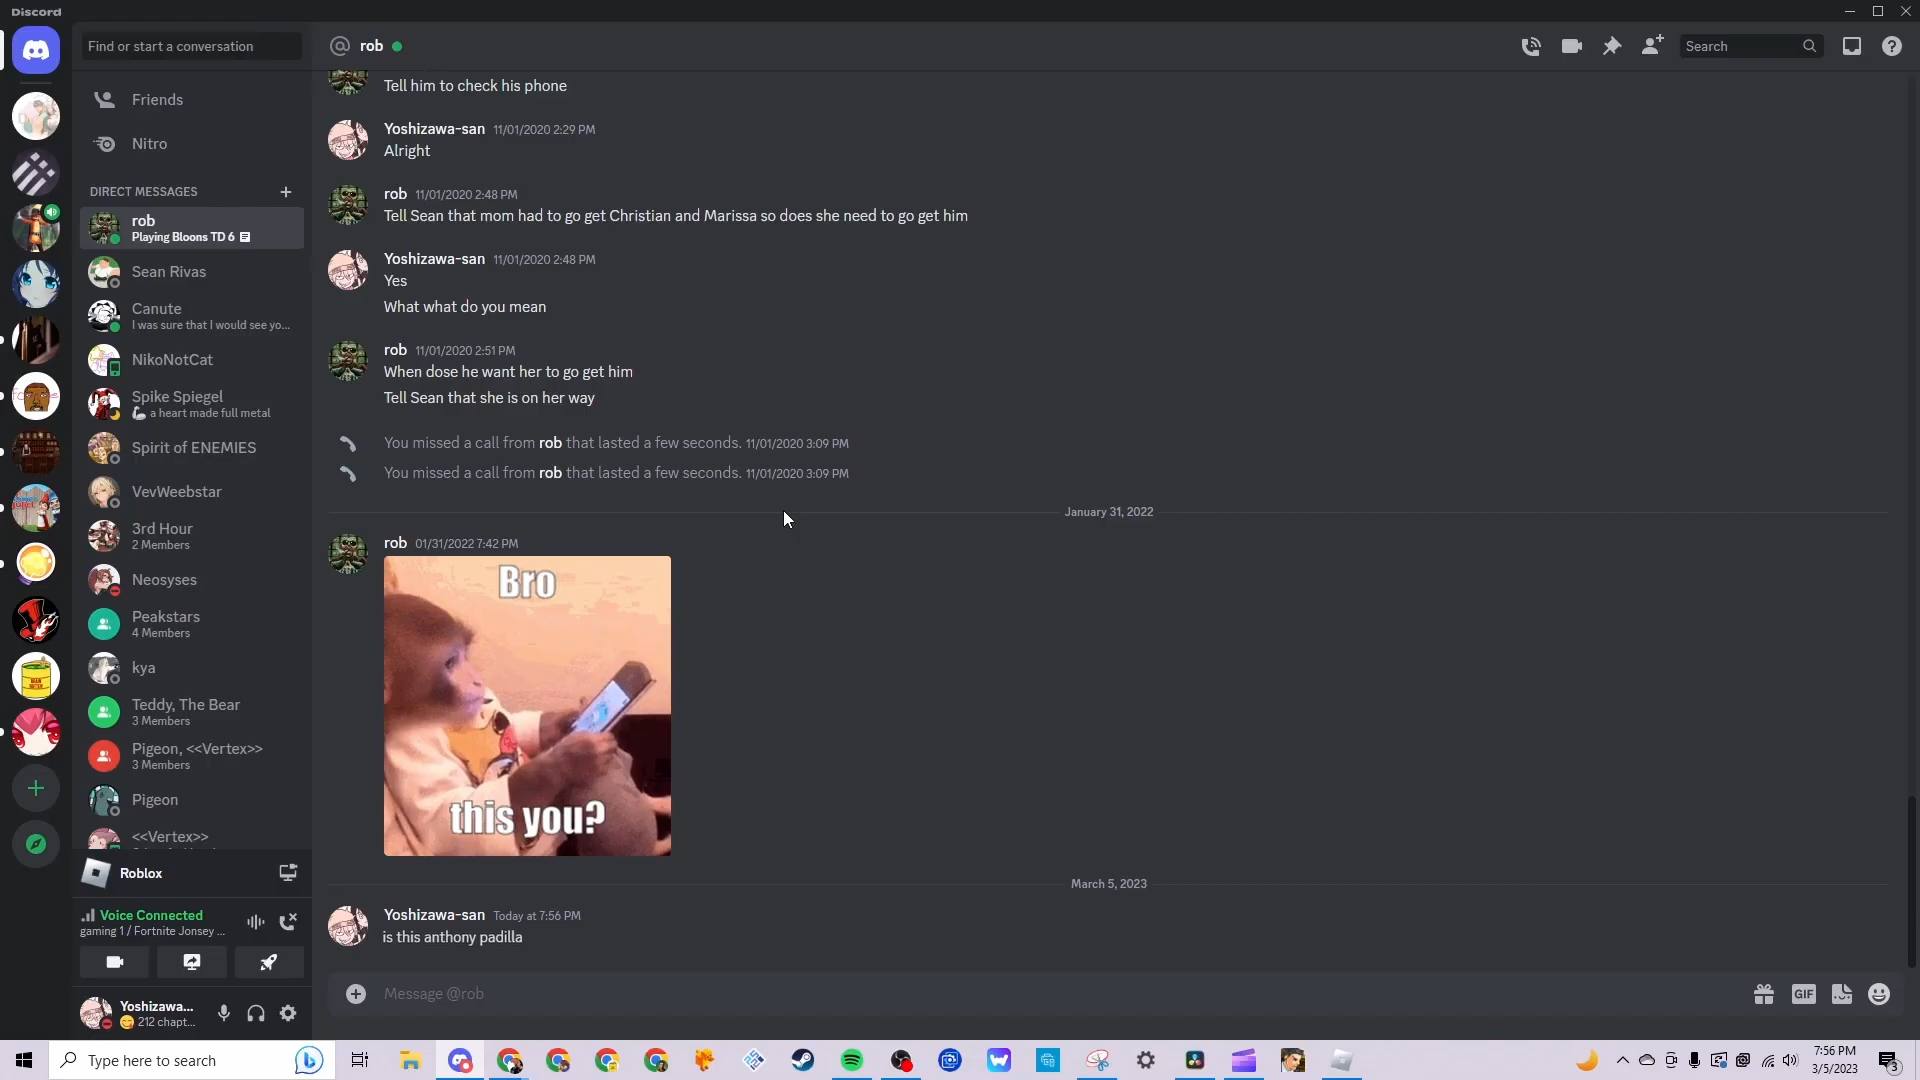 Discord
Find or start a conversation
rob
Search
Friends
Nitro
DIRECT MESSAGES
rob
Playing Bloons TD 6
Sean Rivas
Canute
I was sure that I would see yo...
NikoNotCat
Spike Spiegel
a heart made full metal
Spirit of ENEMIES
VevWeebstar
3rd Hour
2 Members
Neosyses
Peakstars
4 Members
kya
Teddy, The Bear
3 Members
Pigeon, <<Vertex>>
3 Members
Pigeon
<<Vertex>>
Roblox
Voice Connected
gaming 1 / Fortnite Jonsey ...
Yoshizawa...
212 chapt...
Tell him to check his phone
Yoshizawa-san 11/01/2020 2:29 PM
Alright
rob 11/01/2020 2:48 PM
Tell Sean that mom had to go get Christian and Marissa so does she need to go get him
Yoshizawa-san 11/01/2020 2:48 PM
Yes
What what do you mean
rob 11/01/2020 2:51 PM
When dose he want her to go get him
Tell Sean that she is on her way
You missed a call from rob that lasted a few seconds. 11/01/2020 3:09 PM
You missed a call from rob that lasted a few seconds. 11/01/2020 3:09 PM
January 31, 2022
rob 01/31/2022 7:42 PM
Bro
this you?
March 5, 2023
Yoshizawa-san Today at 7:56 PM
is this anthony padilla
Message @rob
GIF
Type here to search
7:56 PM
3/5/2023
3